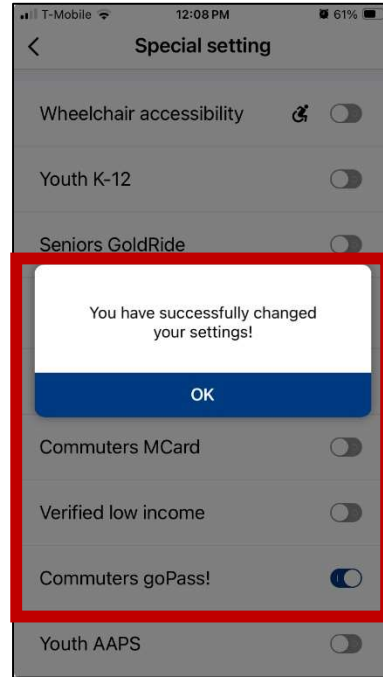 T-Mobile 12:08 PM 61%
Special setting
Wheelchair accessibility
Youth K-12
Seniors GoldRide
You have successfully changed
your settings!
OK
Commuters MCard
Verified low income
Commuters goPass!
Youth AAPS